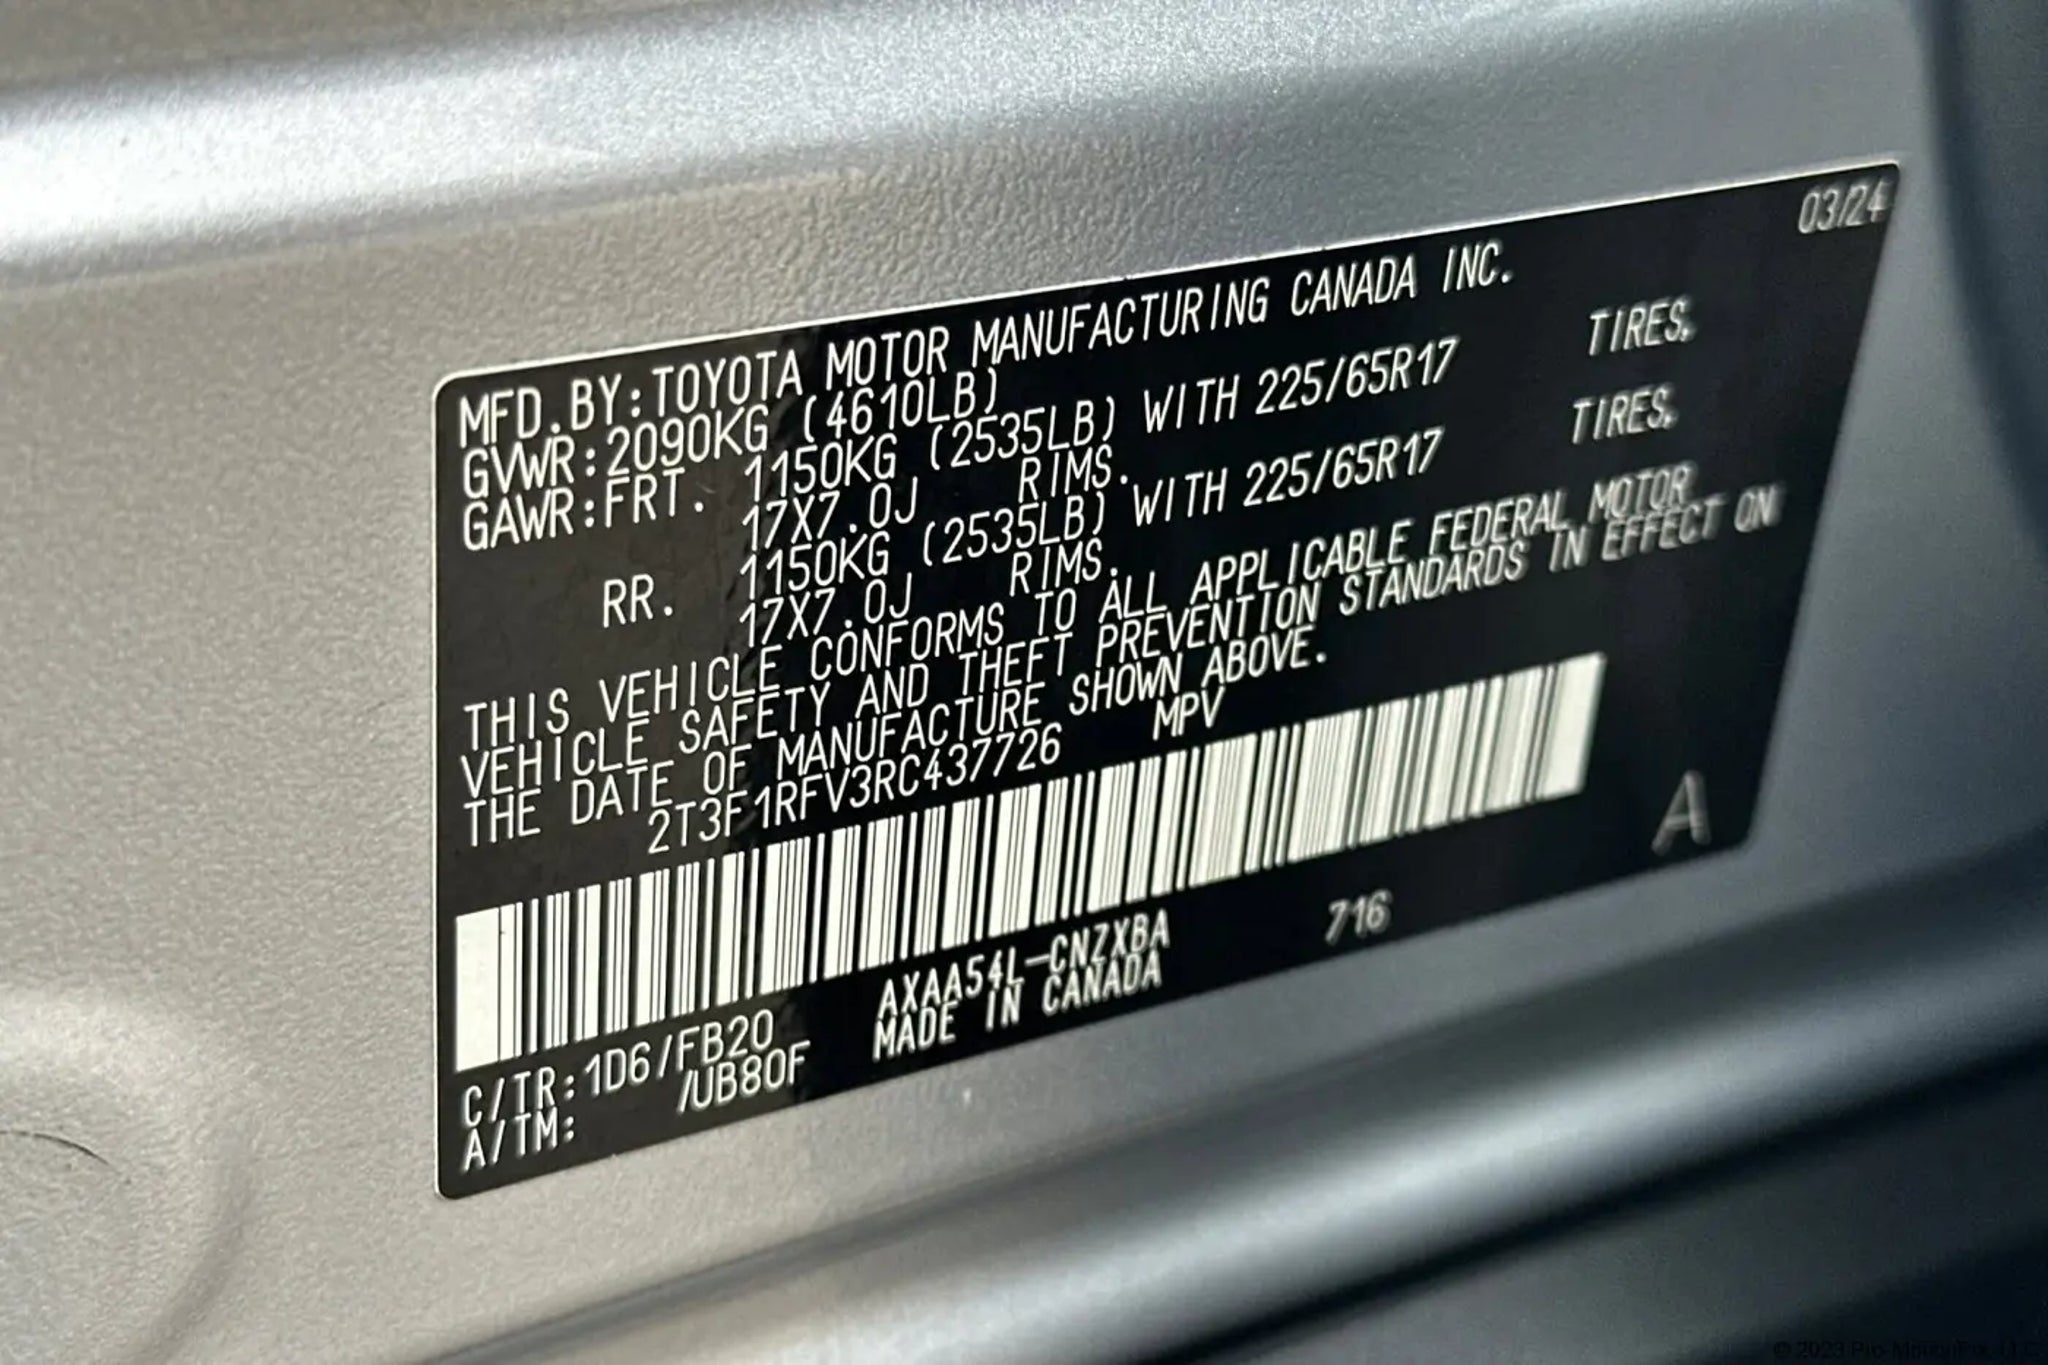 03/24
MFD.BY:TOYOTA MOTOR MANUFACTURING CANADA INC.
GVWR:2090KG (4610LB)
GAWR:FRT. 1150KG (2535LB) WITH 225/65R17 TIRES,
17X7.0J RIMS.
RR. 1150KG (2535LB) WITH 225/65R17 TIRES,
17X7.0J RIMS.
THIS VEHICLE CONFORMS TO ALL APPLICABLE FEDERAL MOTOR
VEHICLE SAFETY AND THEFT PREVENTION STANDARDS IN EFFECT ON
THE DATE OF MANUFACTURE SHOWN ABOVE.
2T3F1RFV3RC437726 MPV
A
C/TR:1D6/FB20 AXAA54L-CNZXBA 716
A/TM: /UB80F MADE IN CANADA